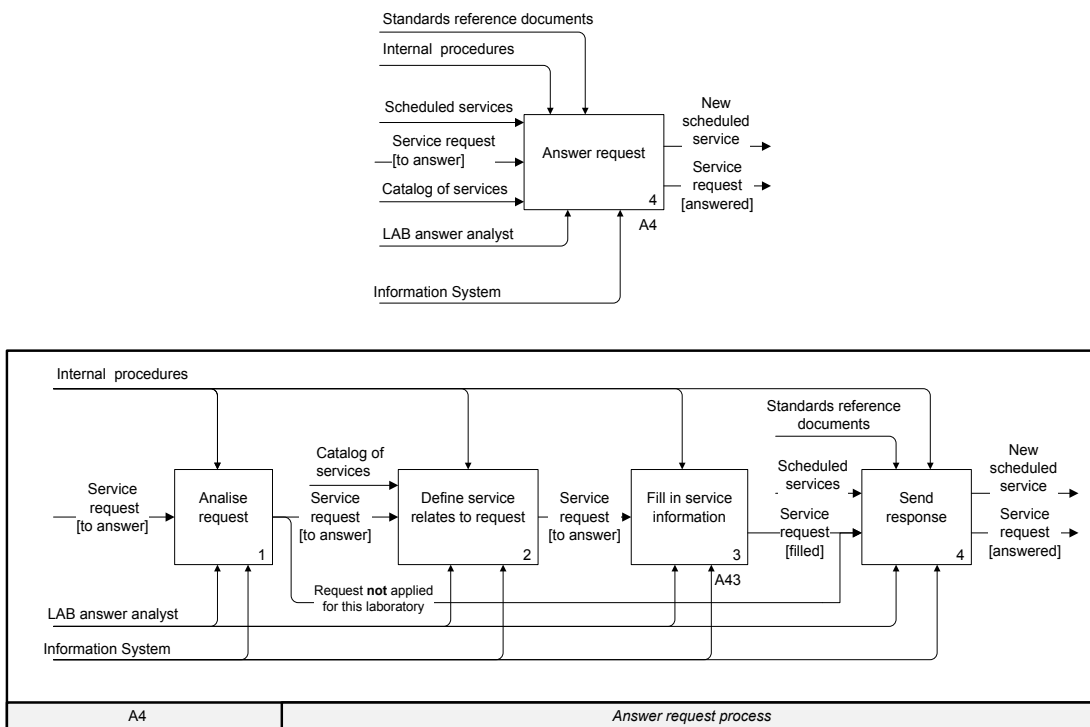 Standards reference documents
Internal procedures
Scheduled services
Service request
[to answer]
Catalog of services
LAB answer analyst
Information System
Answer request
4
A4
New
scheduled
service
Service
request
[answered]
Internal procedures
Standards reference
documents
Service
request
[to answer]
Analise
request
1
Catalog of
services
Service
request
[to answer]
Define service
relates to request
2
Service
request
[to answer]
Fill in service
information
3
A43
Scheduled
services
Service
request
[filled]
Send
response
4
New
scheduled
service
Service
request
[answered]
Request not applied
for this laboratory
LAB answer analyst
Information System
A4
Answer request process